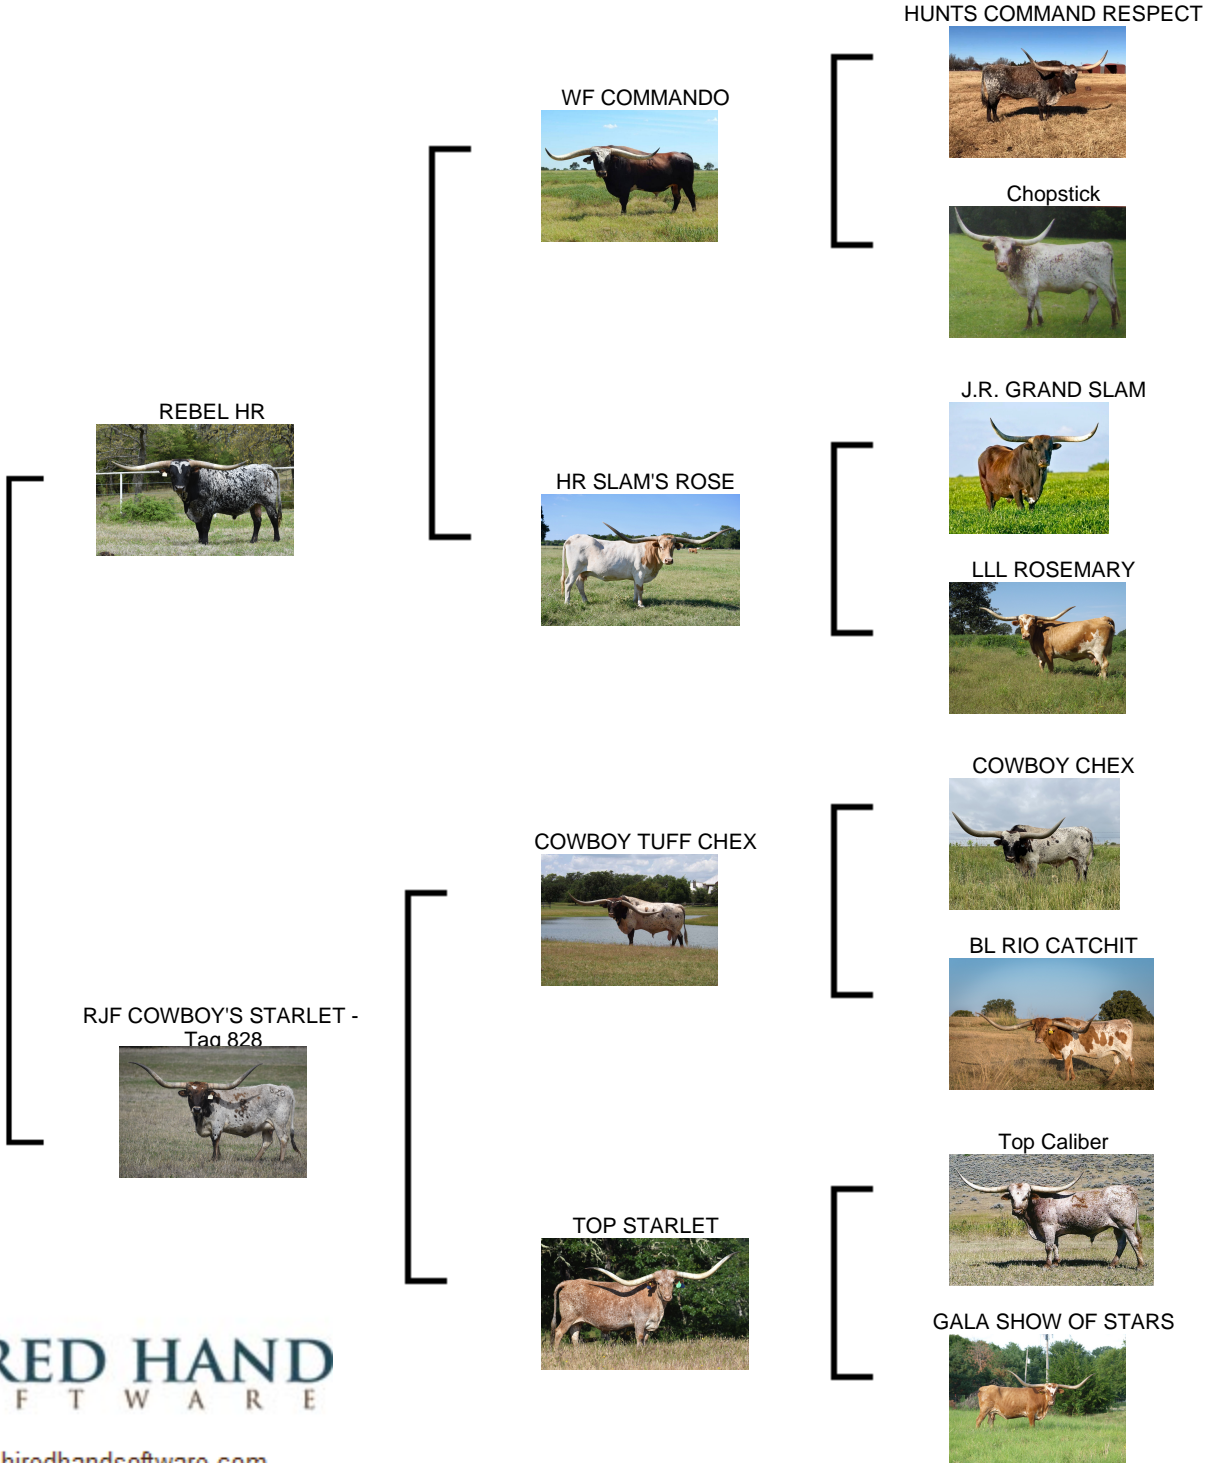 HUNTS COMMAND RESPECT
WF COMMANDO
Chopstick
J.R. GRAND SLAM
REBEL HR
HR SLAM'S ROSE
LLL ROSEMARY
COWBOY CHEX
COWBOY TUFF CHEX
BL RIO CATCHIT
RJF COWBOY'S STARLET -
Tag 828
Top Caliber
TOP STARLET
GALA SHOW OF STARS
RED HAND
F T W A R E
hiredhandsoftware.com